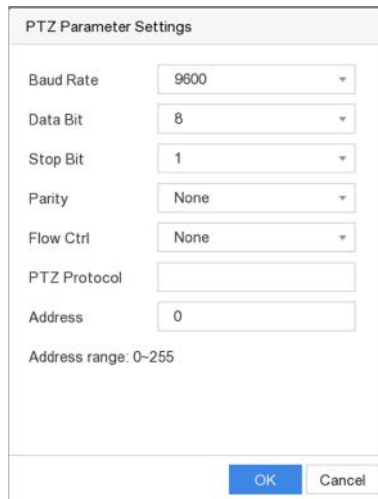 PTZ Parameter Settings
Baud Rate 9600
Data Bit 8
Stop Bit 1
Parity None
Flow Ctrl None
PTZ Protocol
Address 0
Address range: 0~255
OK Cancel